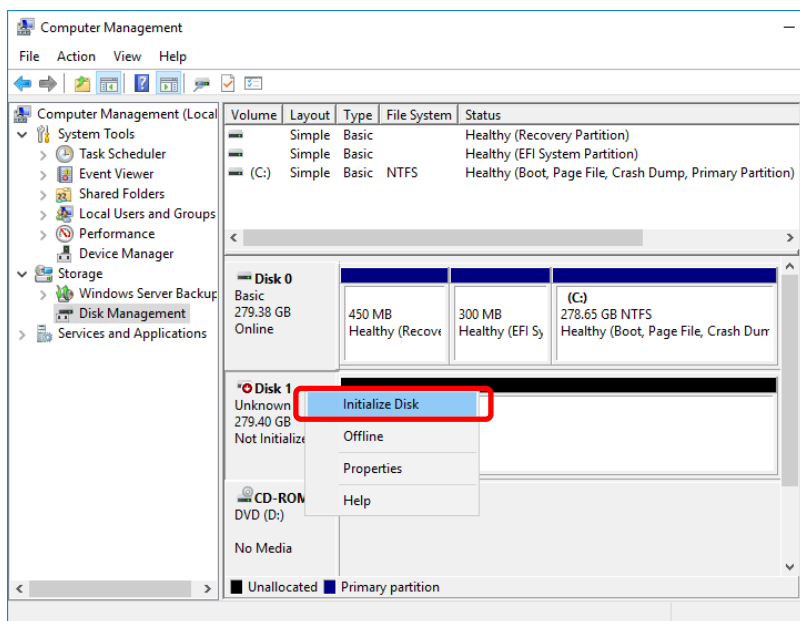 Computer Management
File Action View Help
Computer Management (Local
System Tools
Task Scheduler
Event Viewer
Shared Folders
Local Users and Groups
Performance
Device Manager
Storage
Windows Server Backup
Disk Management
Services and Applications
Volume Layout Type File System Status
Simple Basic Healthy (Recovery Partition)
Simple Basic Healthy (EFI System Partition)
(C:) Simple Basic NTFS Healthy (Boot, Page File, Crash Dump, Primary Partition)
Disk 0
Basic
279.38 GB
Online
450 MB
Healthy (Recove
300 MB
Healthy (EFI Sy
(C:)
278.65 GB NTFS
Healthy (Boot, Page File, Crash Dum
Disk 1
Unknown
279.40 GB
Not Initialize
Initialize Disk
Offline
Properties
Help
CD-ROM
DVD (D:)
No Media
Unallocated Primary partition